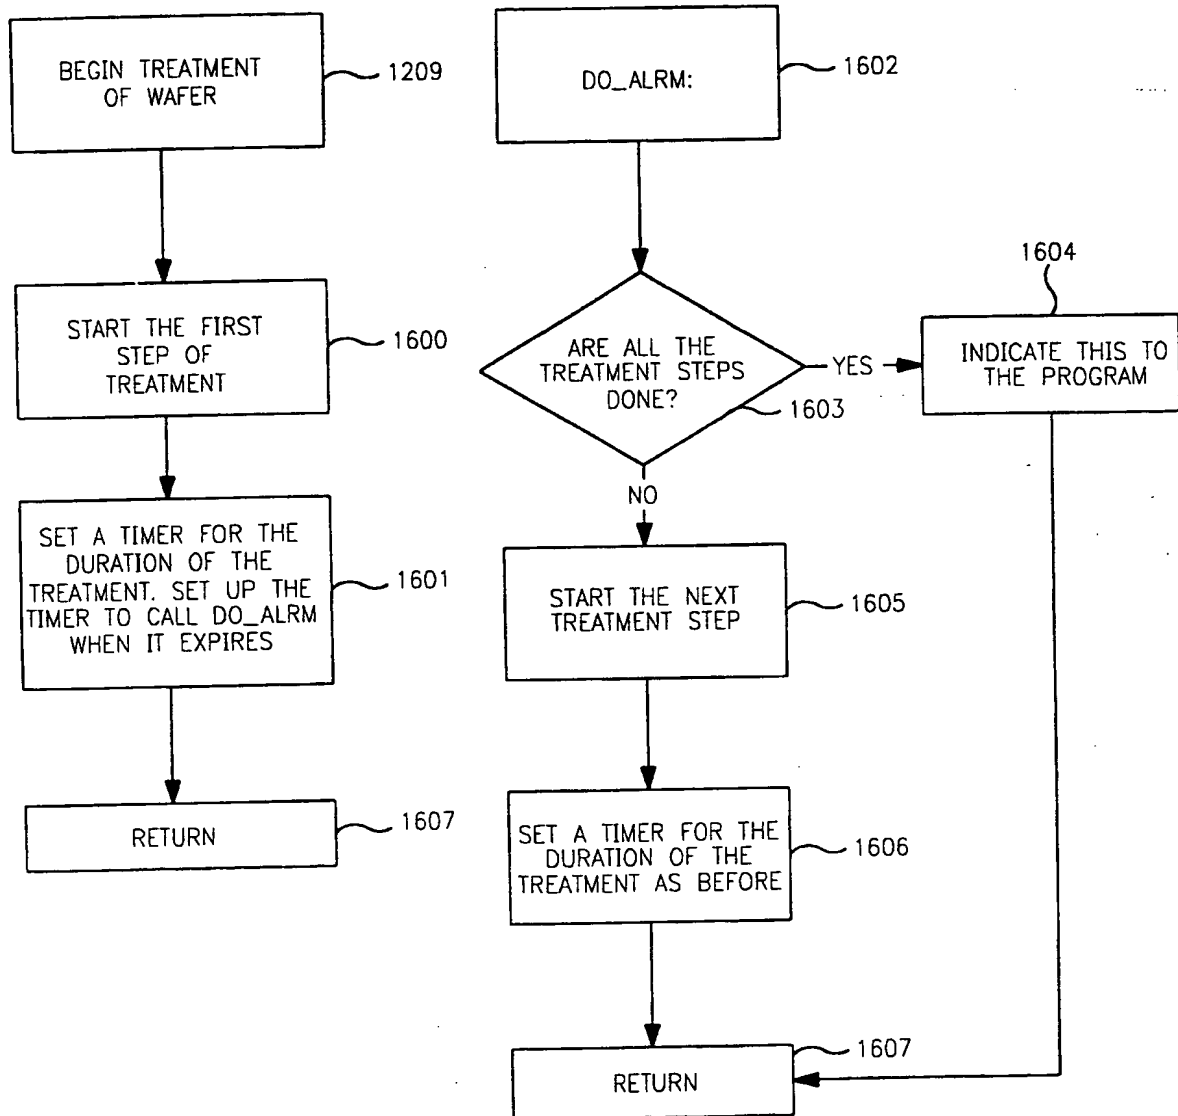 BEGIN TREATMENT
OF WAFER
1209
START THE FIRST
STEP OF
TREATMENT
1600
SET A TIMER FOR THE
DURATION OF THE
TREATMENT. SET UP THE
TIMER TO CALL DO_ALRM
WHEN IT EXPIRES
1601
RETURN
1607
DO_ALRM:
1602
ARE ALL THE
TREATMENT STEPS
DONE?
1603
YES
1604
INDICATE THIS TO
THE PROGRAM
NO
START THE NEXT
TREATMENT STEP
1605
SET A TIMER FOR THE
DURATION OF THE
TREATMENT AS BEFORE
1606
RETURN
1607